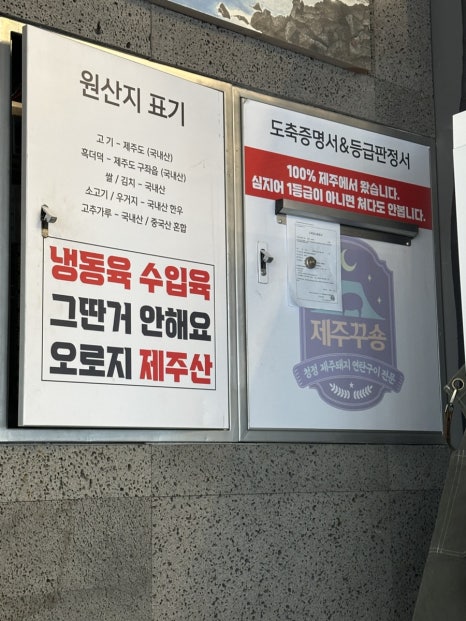 원산지 표기
고 기 - 제주도 (국내산)
흑더덕 - 제주도 구좌읍 (국내산)
쌀 / 김치 - 국내산
소고기 / 우거지 - 국내산 한우
고추가루 - 국내산 / 중국산 혼합
냉동육 수입육
그딴거 안해요
오로지 제주산
도축증명서&등급판정서
100% 제주에서 왔습니다.
심지어 1등급이 아니면 쳐다도 안봅니다.
제주꾸숑
청정 제주돼지 연탄구이 전문